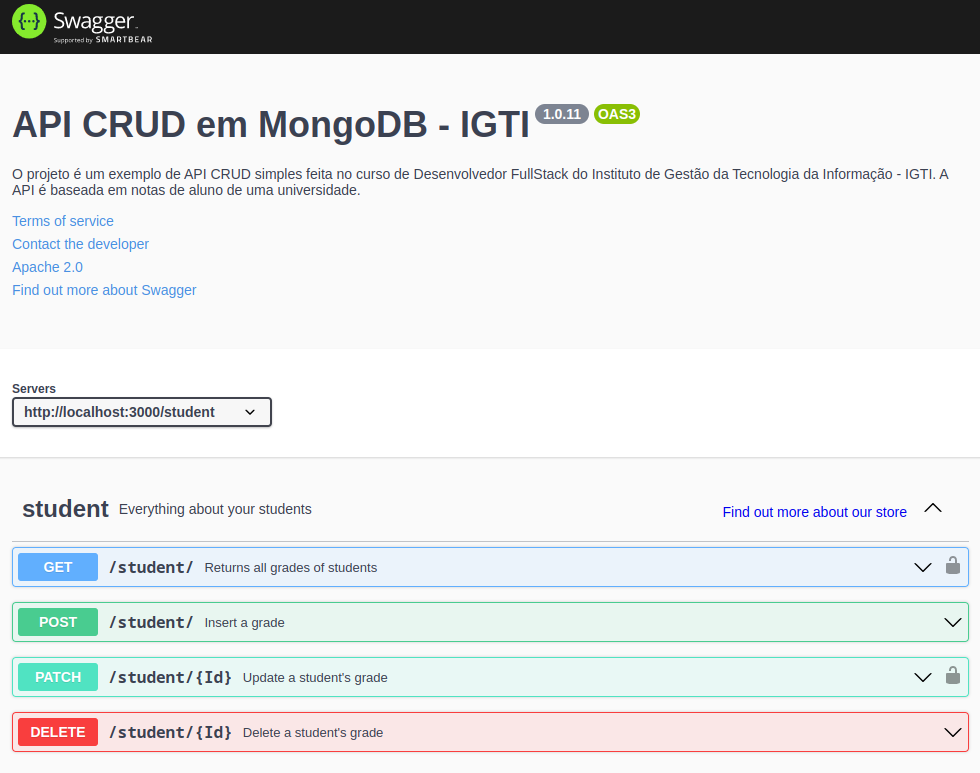 {···} Swagger.
Supported by SMARTBEAR
API CRUD em MongoDB - IGTI 1.0.11 OAS3
O projeto é um exemplo de API CRUD simples feita no curso de Desenvolvedor FullStack do Instituto de Gestão da Tecnologia da Informação - IGTI. A
API é baseada em notas de aluno de uma universidade.
Terms of service
Contact the developer
Apache 2.0
Find out more about Swagger
Servers
http://localhost:3000/student
student Everything about your students Find out more about our store
GET /student/ Returns all grades of students
POST /student/ Insert a grade
PATCH /student/{Id} Update a student's grade
DELETE /student/{Id} Delete a student's grade